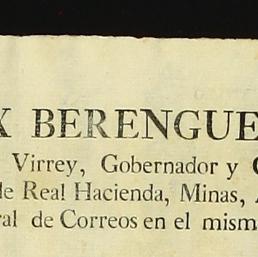 X BERENGUE
Virrey, Gobernador y
de Real Hacienda, Minas,
ral de Correos en el mism